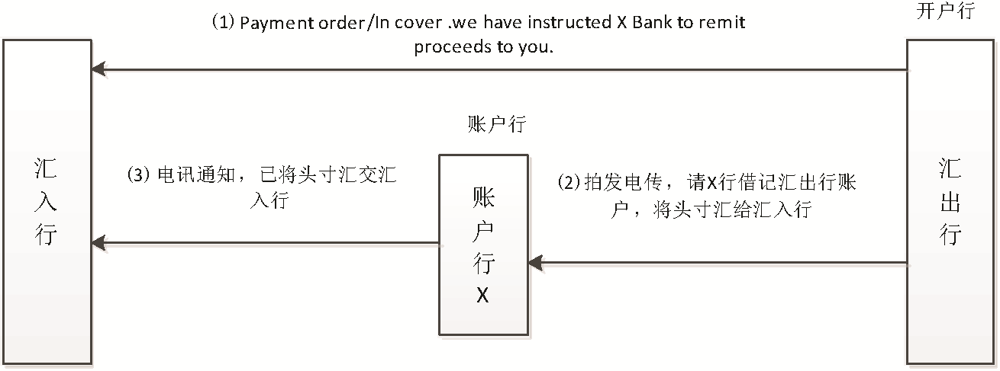 (1) Payment order/In cover .we have instructed X Bank to remit
proceeds to you.
开户行
账户行
汇入行
(3) 电讯通知，已将头寸汇交汇
入行
账户行X
(2) 拍发电传，请X行借记汇出行账
户，将头寸汇给汇入行
汇出行